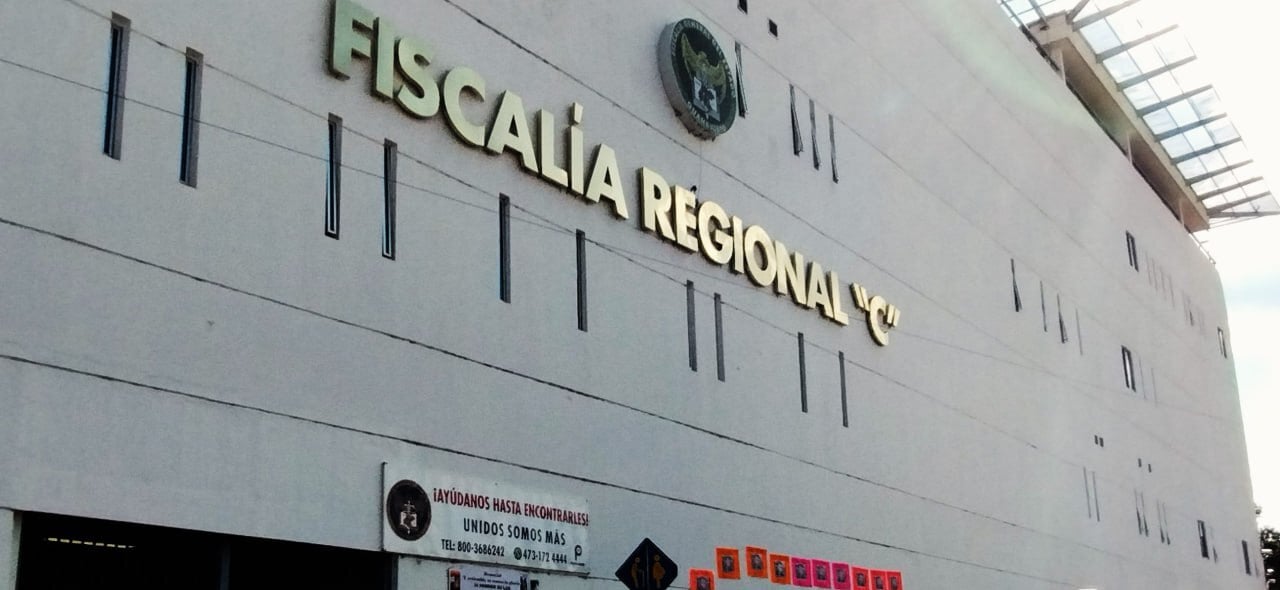 FISCALÍA REGIONAL "C"
¡AYÚDANOS HASTA ENCONTRARLES!
UNIDOS SOMOS MÁS
TEL: 800-3686242 473-172 4444